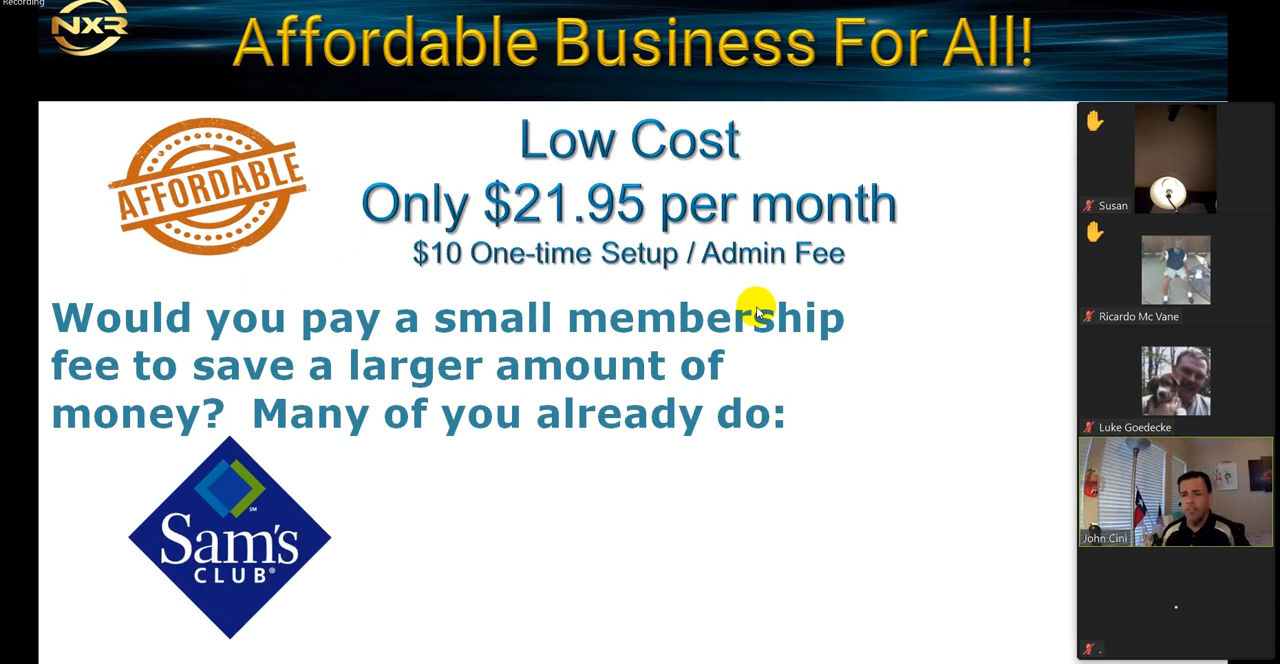 Recording
NXR
Affordable Business For All!
AFFORDABLE
Low Cost
Only $21.95 per month
$10 One-time Setup / Admin Fee
Would you pay a small membership
fee to save a larger amount of
money? Many of you already do:
Sam's
SM
CLUB®
Susan
Ricardo Mc Vane
Luke Goedecke
John Cini
.